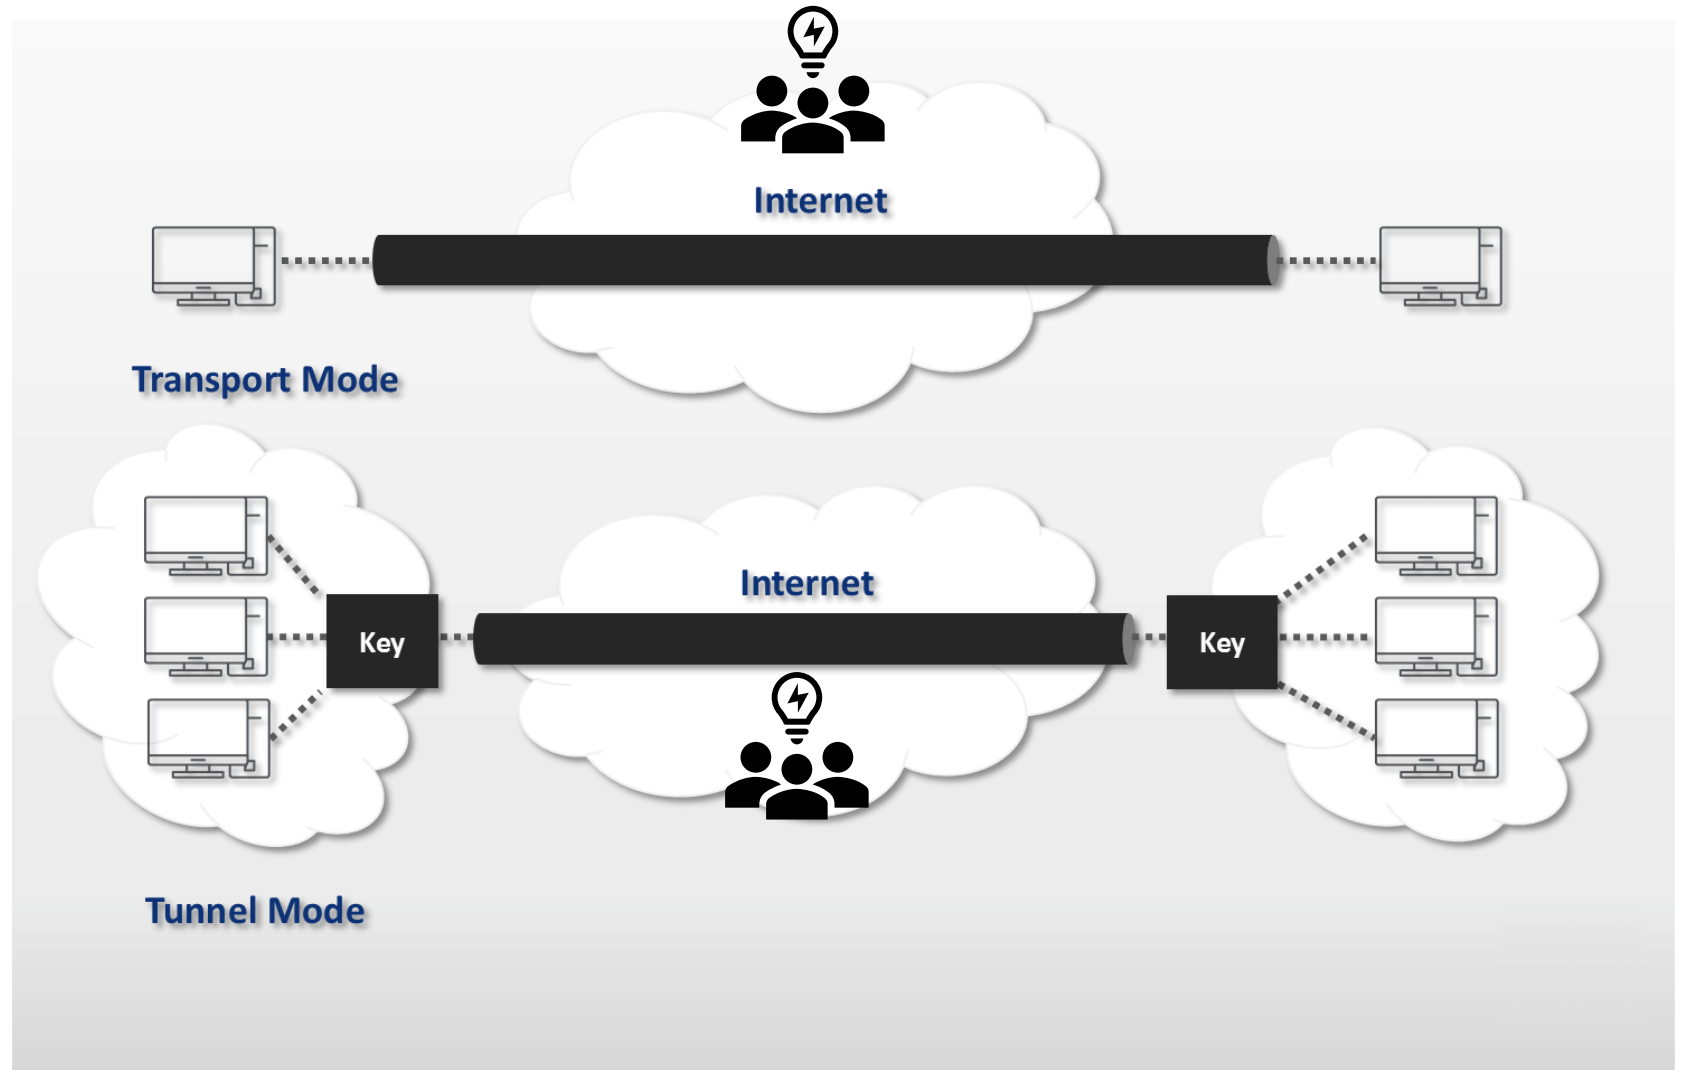 Internet
Transport Mode
Internet
Key
Key
Tunnel Mode